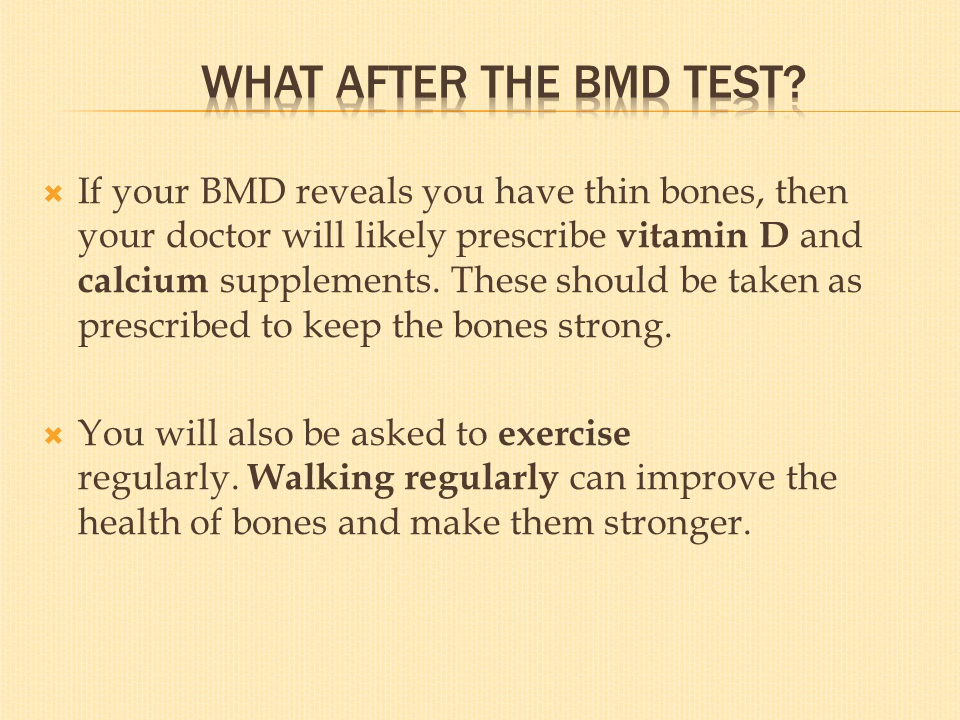 WHAT AFTER THE BMD TEST?
If your BMD reveals you have thin bones, then
your doctor will likely prescribe vitamin D and
calcium supplements. These should be taken as
prescribed to keep the bones strong.
You will also be asked to exercise
regularly. Walking regularly can improve the
health of bones and make them stronger.